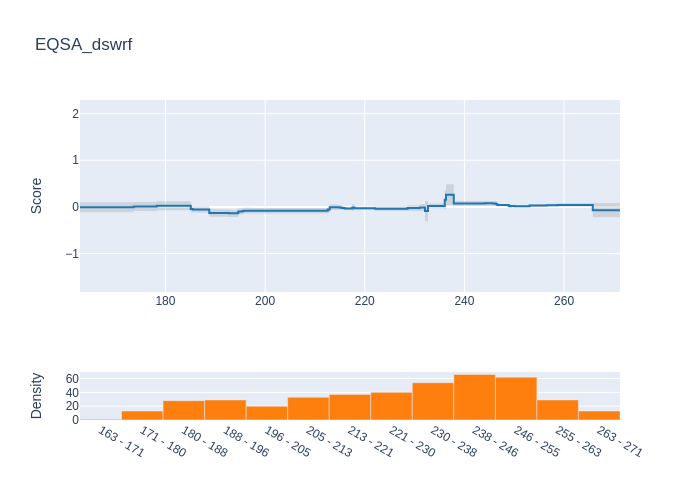 EQSA_dswrf
2
1
0
−1
Score
180
200
220
240
260
60
40
20
0
Density
163 - 171
171 - 180
180 - 188
188 - 196
196 - 205
205 - 213
213 - 221
221 - 230
230 - 238
238 - 246
246 - 255
255 - 263
263 - 271